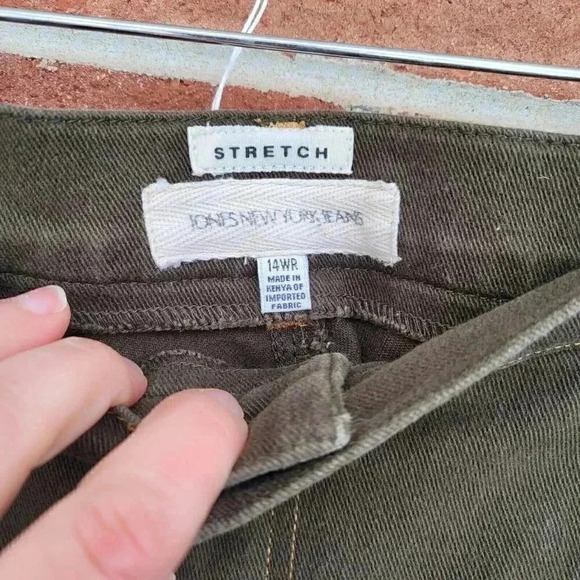 STRETCH
JONES NEW YORK JEANS
14WR
MADE IN
KENYA OF
IMPORTED
FABRIC